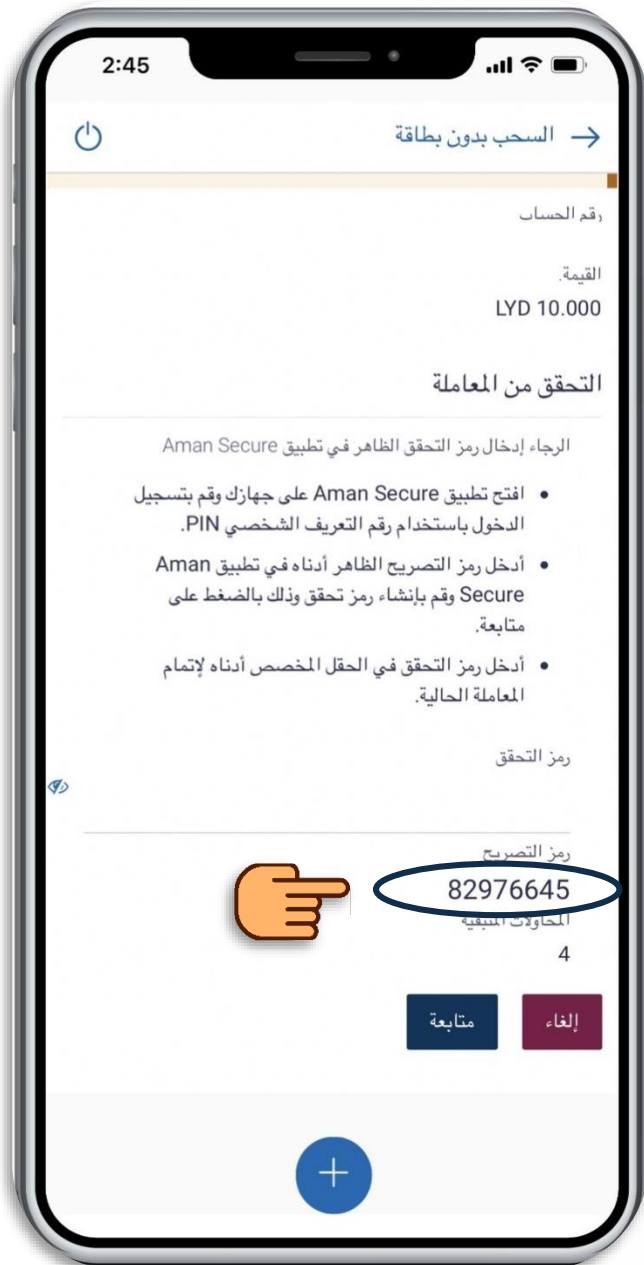 2:45
السحب بدون بطاقة
رقم الحساب
القيمة.
LYD 10.000
التحقق من المعاملة
الرجاء إدخال رمز التحقق الظاهر في تطبيق Aman Secure
• افتح تطبيق Aman Secure على جهازك وقم بتسجيل
الدخول باستخدام رقم التعريف الشخصي PIN.
• أدخل رمز التصريح الظاهر أدناه في تطبيق Aman
Secure وقم بإنشاء رمز تحقق وذلك بالضغط على
متابعة.
• أدخل رمز التحقق في الحقل المخصص أدناه لإتمام
المعاملة الحالية.
رمز التحقق
رمز التصريح
82976645
المحاولات المتبقية
4
إلغاء
متابعة